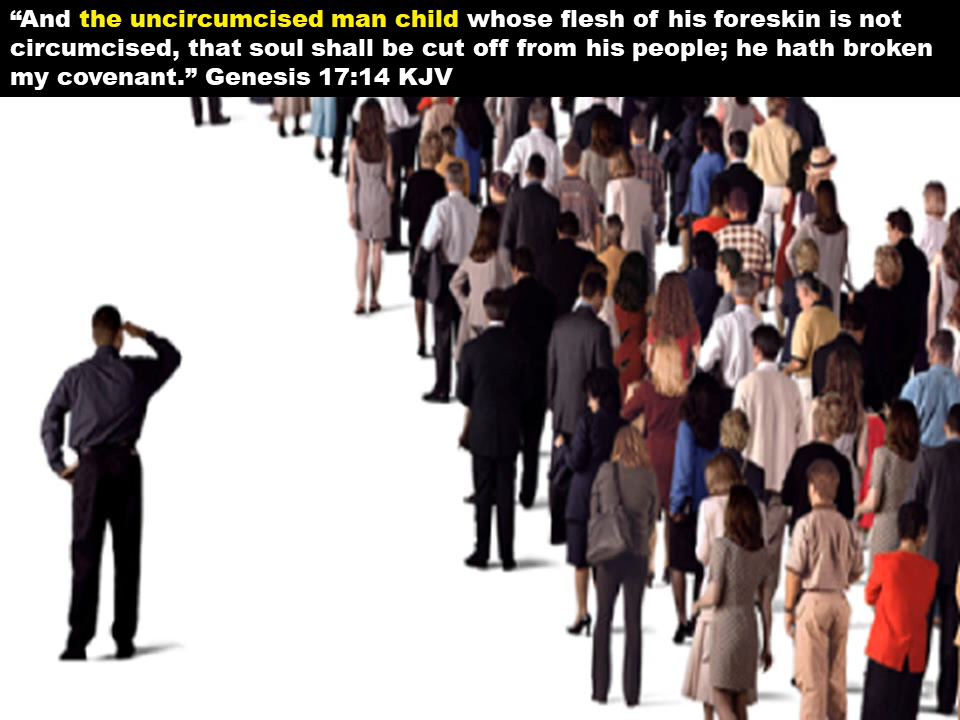 “And the uncircumcised man child whose flesh of his foreskin is not
circumcised, that soul shall be cut off from his people; he hath broken
my covenant.” Genesis 17:14 KJV